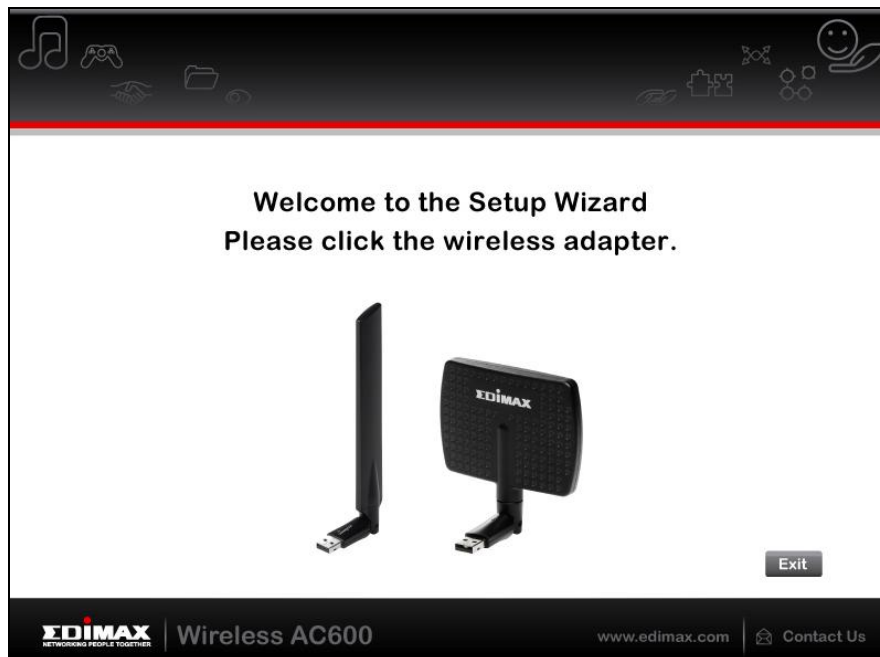 Welcome to the Setup Wizard
Please click the wireless adapter.
EDIMAX
Exit
EDIMAX
NETWORKING PEOPLE TOGETHER
Wireless AC600
www.edimax.com
Contact Us